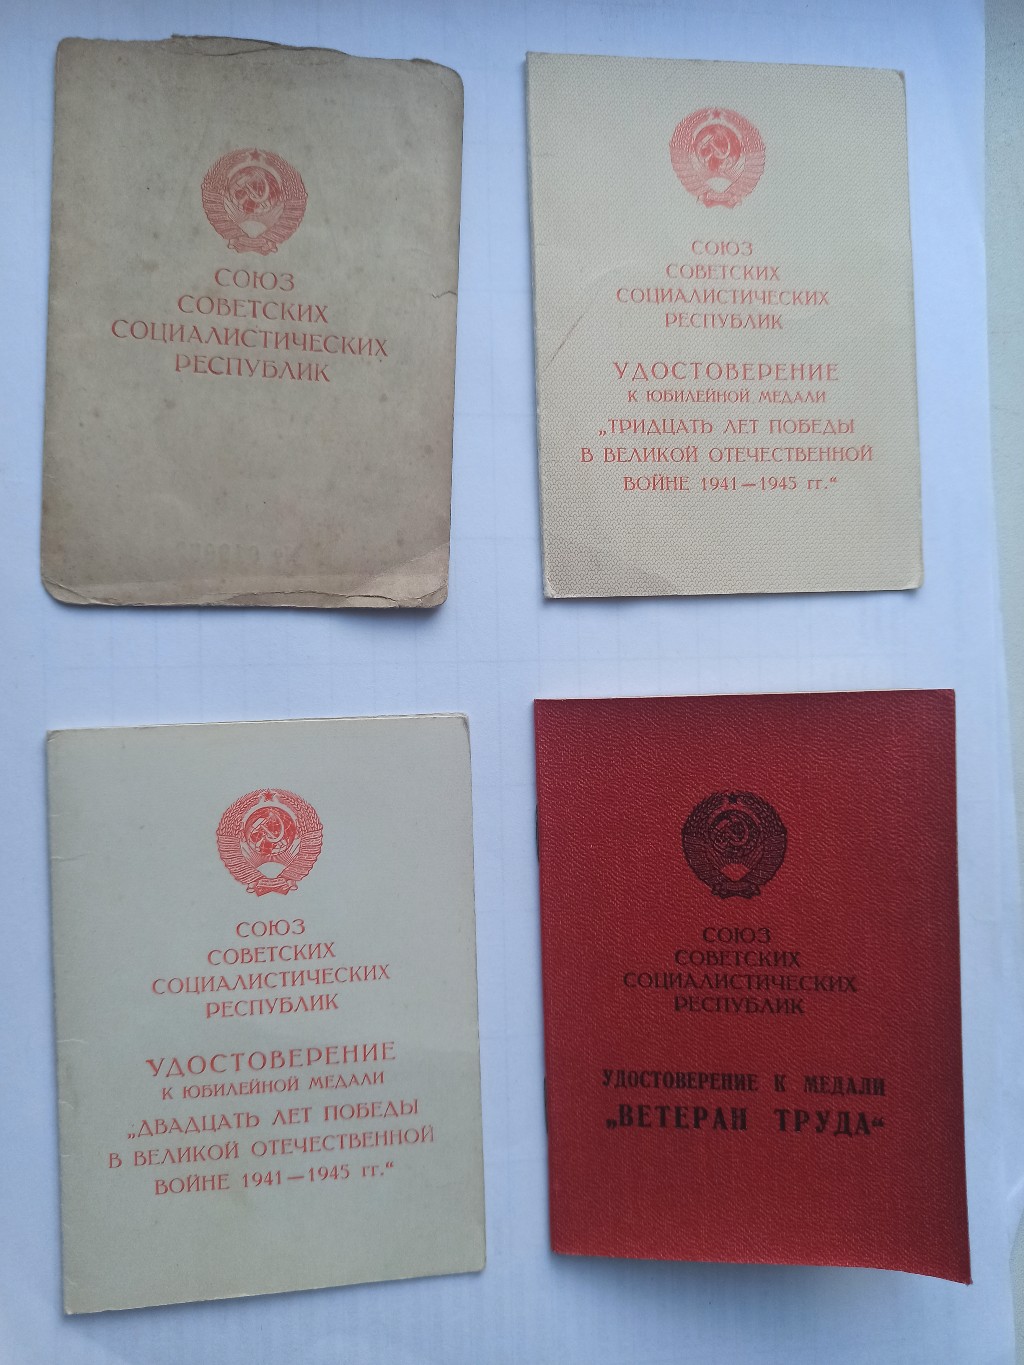 СОЮЗ
СОВЕТСКИХ
СОЦИАЛИСТИЧЕСКИХ
РЕСПУБЛИК
СОЮЗ
СОВЕТСКИХ
СОЦИАЛИСТИЧЕСКИХ
РЕСПУБЛИК
УДОСТОВЕРЕНИЕ
К ЮБИЛЕЙНОЙ МЕДАЛИ
„ТРИДЦАТЬ ЛЕТ ПОБЕДЫ
В ВЕЛИКОЙ ОТЕЧЕСТВЕННОЙ
ВОЙНЕ 1941—1945 гг.“
СОЮЗ
СОВЕТСКИХ
СОЦИАЛИСТИЧЕСКИХ
РЕСПУБЛИК
УДОСТОВЕРЕНИЕ
К ЮБИЛЕЙНОЙ МЕДАЛИ
„ДВАДЦАТЬ ЛЕТ ПОБЕДЫ
В ВЕЛИКОЙ ОТЕЧЕСТВЕННОЙ
ВОЙНЕ 1941—1945 гг.“
СОЮЗ
СОВЕТСКИХ
СОЦИАЛИСТИЧЕСКИХ
РЕСПУБЛИК
УДОСТОВЕРЕНИЕ К МЕДАЛИ
„ВЕТЕРАН ТРУДА“